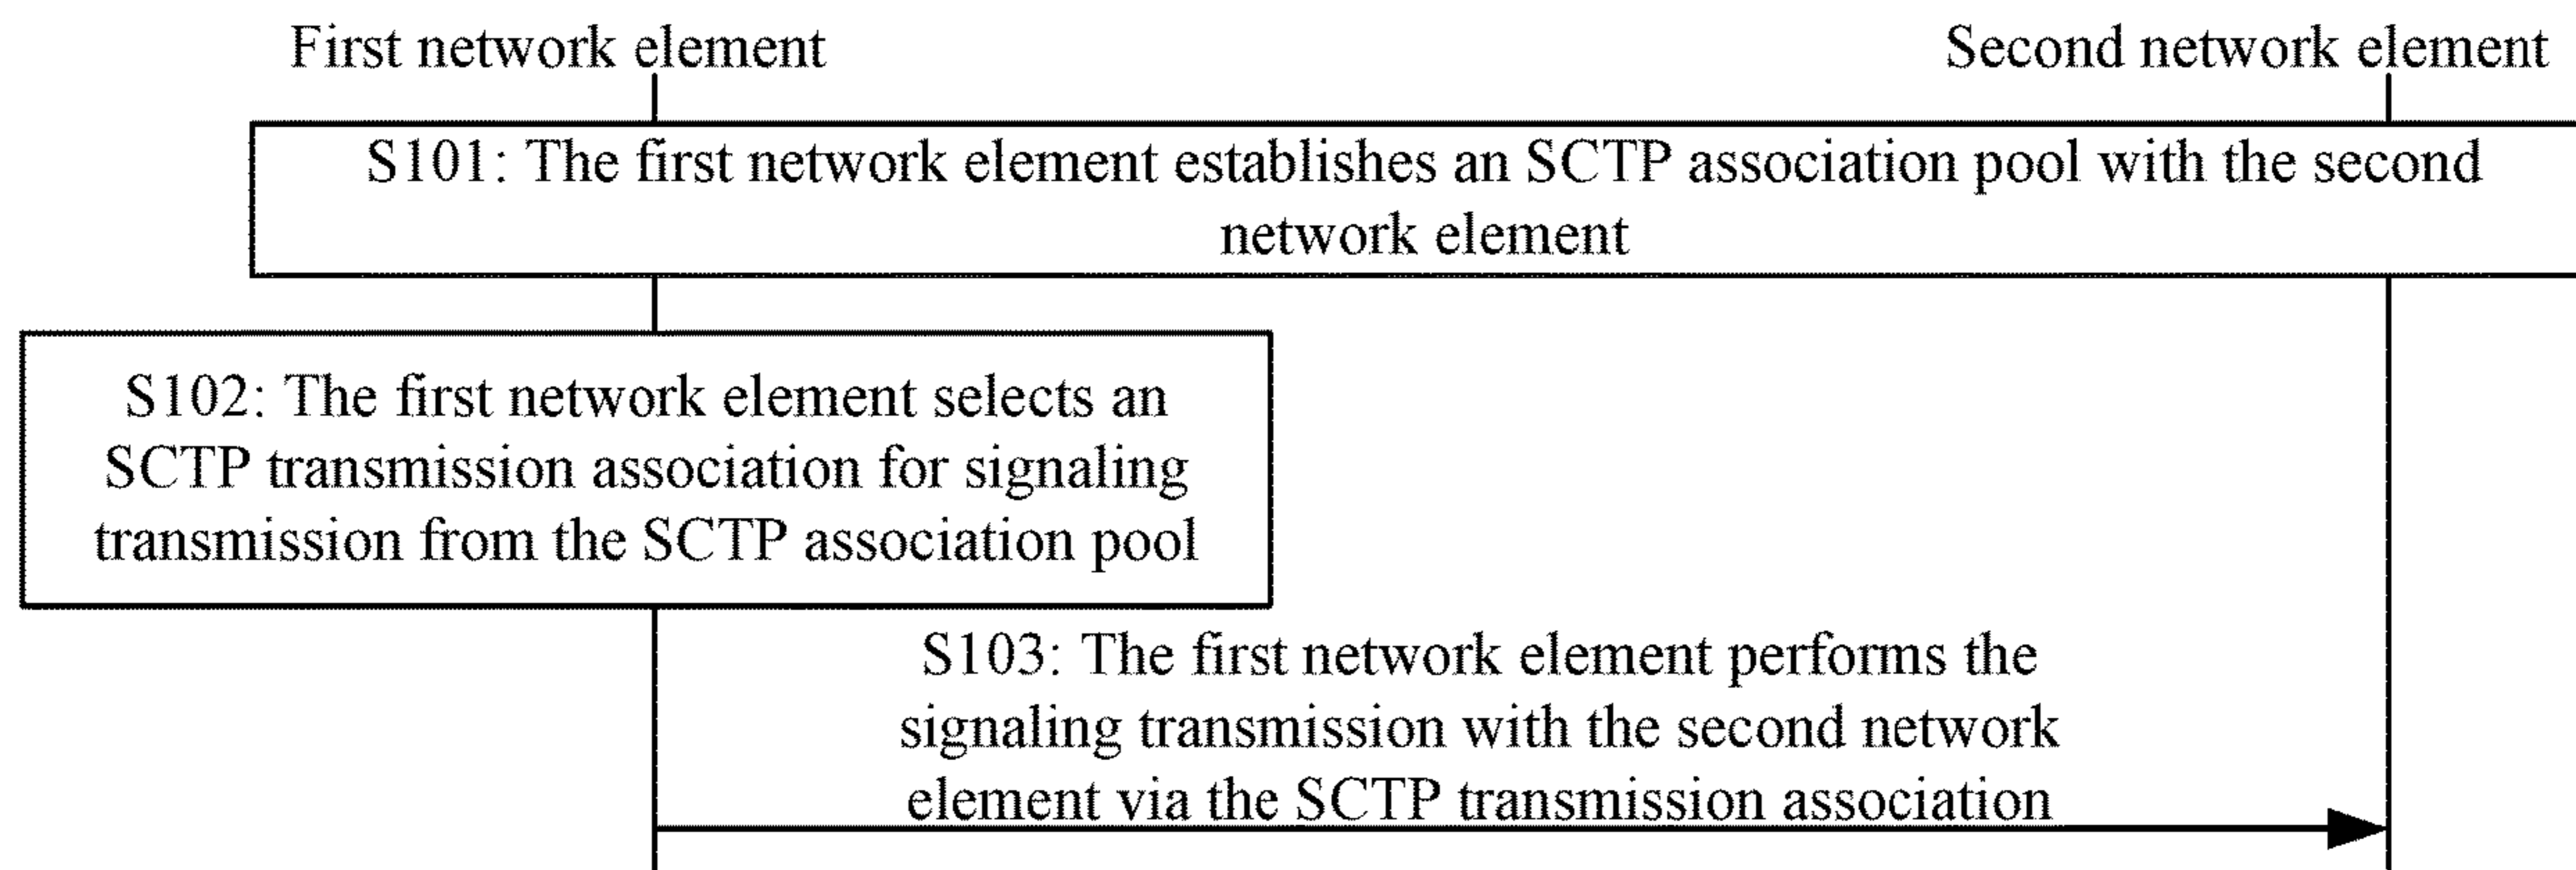 First network element
Second network element
S101: The first network element establishes an SCTP association pool with the second
network element
S102: The first network element selects an
SCTP transmission association for signaling
transmission from the SCTP association pool
S103: The first network element performs the
signaling transmission with the second network
element via the SCTP transmission association